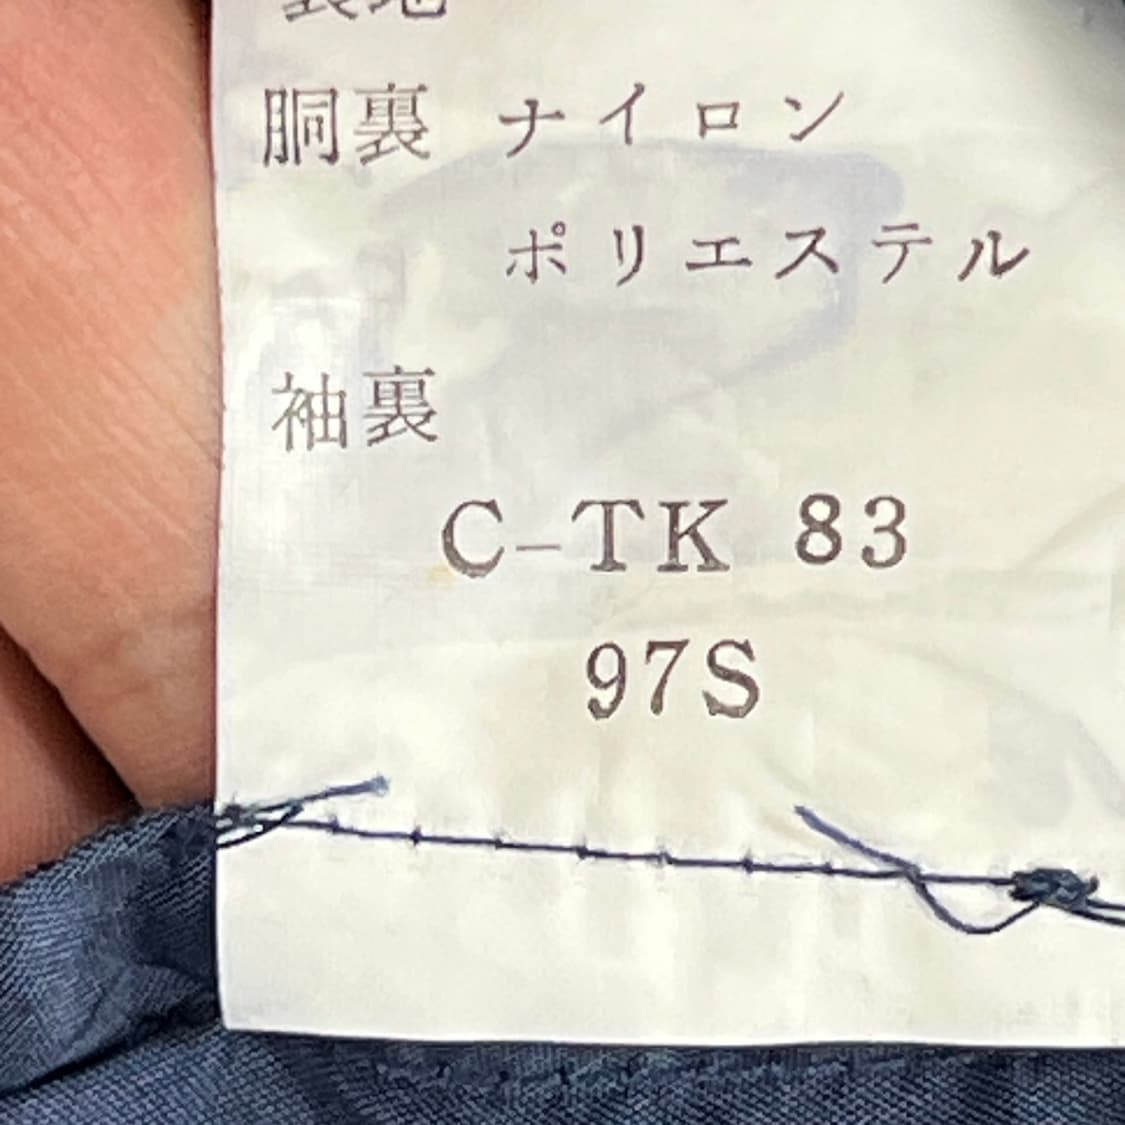 胴裏 ナイロン
ポリエステル
袖裏
C-TK 83
97S